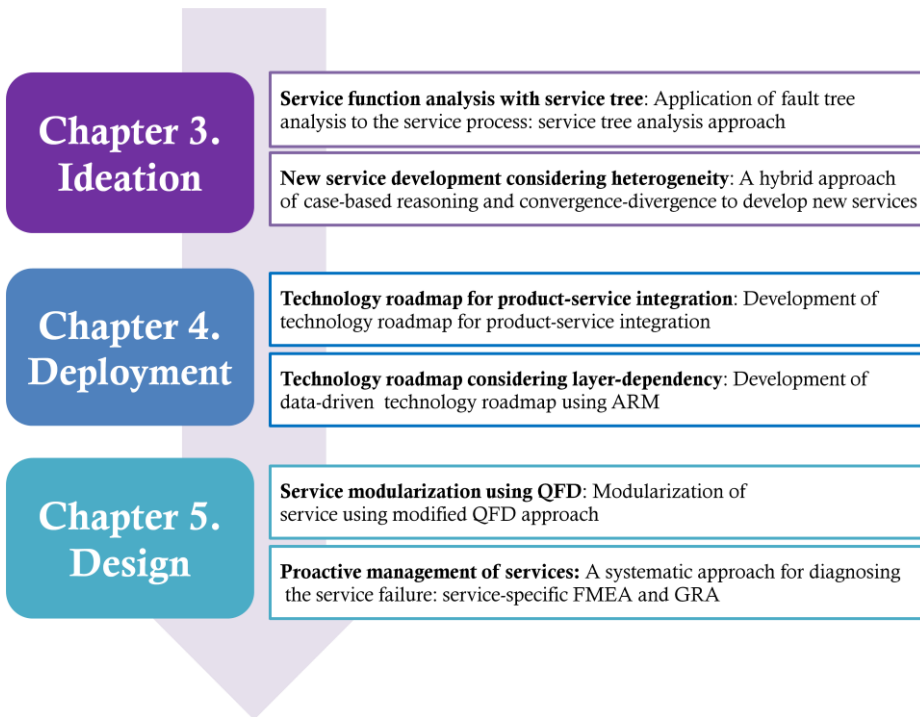 Chapter 3.
Ideation
Service function analysis with service tree: Application of fault tree
analysis to the service process: service tree analysis approach
New service development considering heterogeneity: A hybrid approach
of case-based reasoning and convergence-divergence to develop new services
Chapter 4.
Deployment
Technology roadmap for product-service integration: Development of
technology roadmap for product-service integration
Technology roadmap considering layer-dependency: Development of
data-driven technology roadmap using ARM
Chapter 5.
Design
Service modularization using QFD: Modularization of
service using modified QFD approach
Proactive management of services: A systematic approach for diagnosing
the service failure: service-specific FMEA and GRA